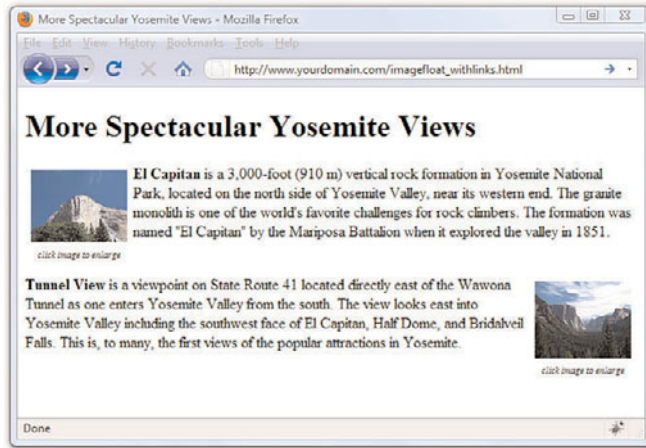 More Spectacular Yosemite Views - Mozilla Firefox
File Edit View History Bookmarks Tools Help
http://www.yourdomain.com/imagefloat_withlinks.html
More Spectacular Yosemite Views
El Capitan is a 3,000-foot (910 m) vertical rock formation in Yosemite National
Park, located on the north side of Yosemite Valley, near its western end. The granite
monolith is one of the world's favorite challenges for rock climbers. The formation was
named "El Capitan" by the Mariposa Battalion when it explored the valley in 1851.
click image to enlarge
Tunnel View is a viewpoint on State Route 41 located directly east of the Wawona
Tunnel as one enters Yosemite Valley from the south. The view looks east into
Yosemite Valley including the southwest face of El Capitan, Half Dome, and Bridalveil
Falls. This is, to many, the first views of the popular attractions in Yosemite.
click image to enlarge
Done